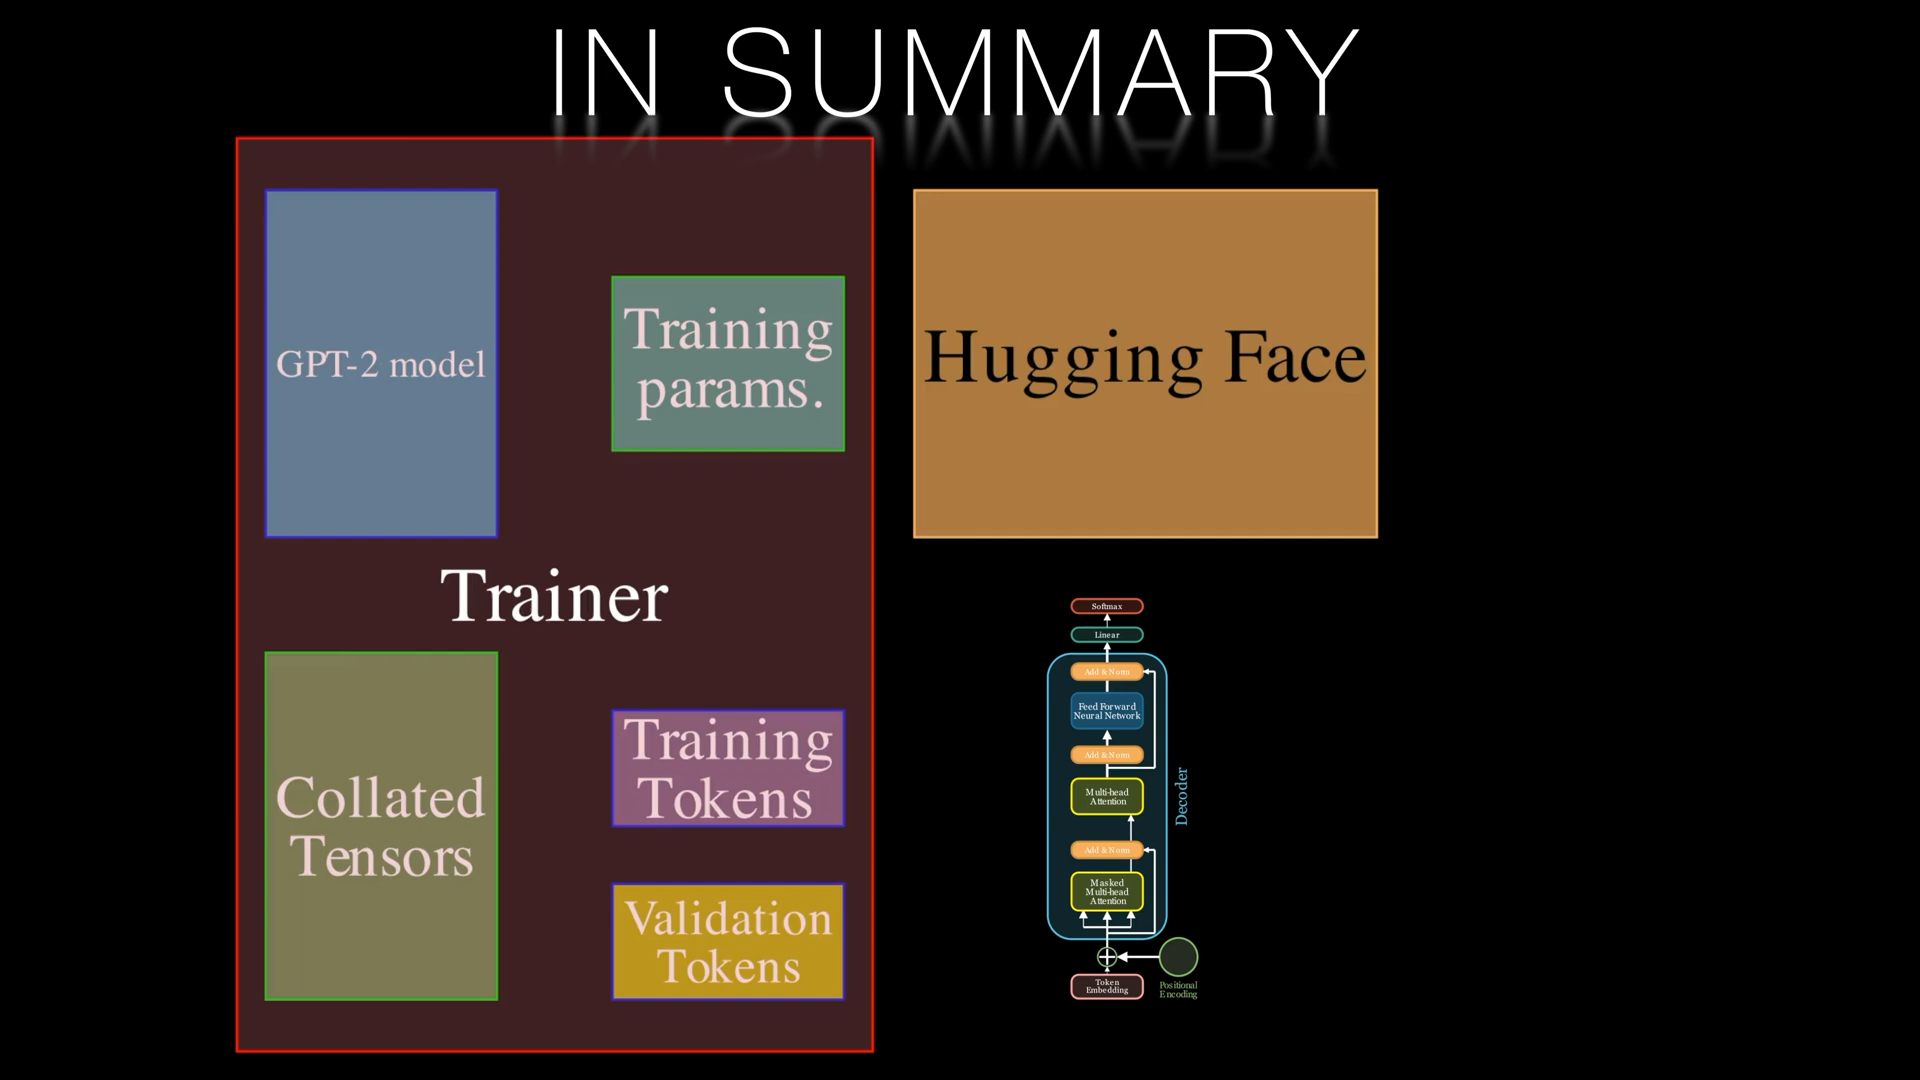 IN SUMMARY
GPT-2 model
Training
params.
Trainer
Collated
Tensors
Training
Tokens
Validation
Tokens
Hugging Face
Softmax
Linear
Add & Norm
Feed Forward
Neural Network
Add & Norm
Multi-head
Attention
Add & Norm
Masked
Multi-head
Attention
Decoder
Token
Embedding
Positional
Encoding